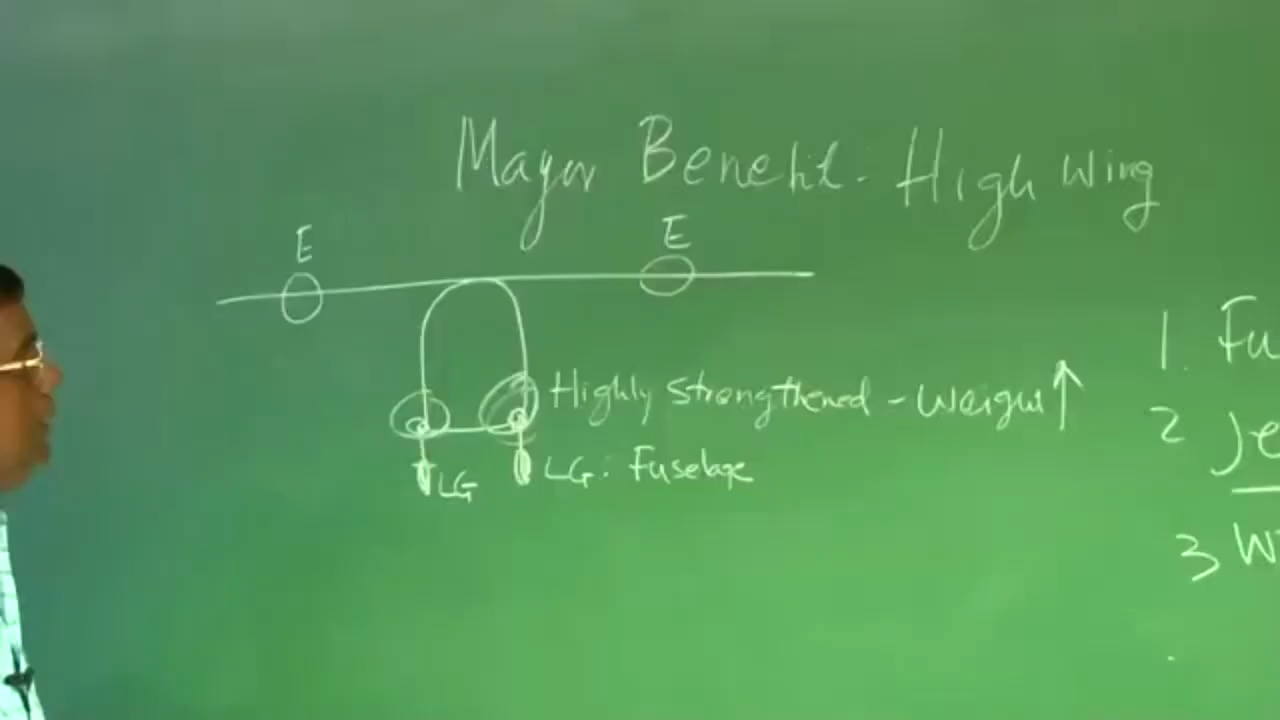 Major Benefit: High Wing
E
E
Highly Strengthened - Weight ↑
LG
LG: Fuselage
1. Fu
2 Je
3 W